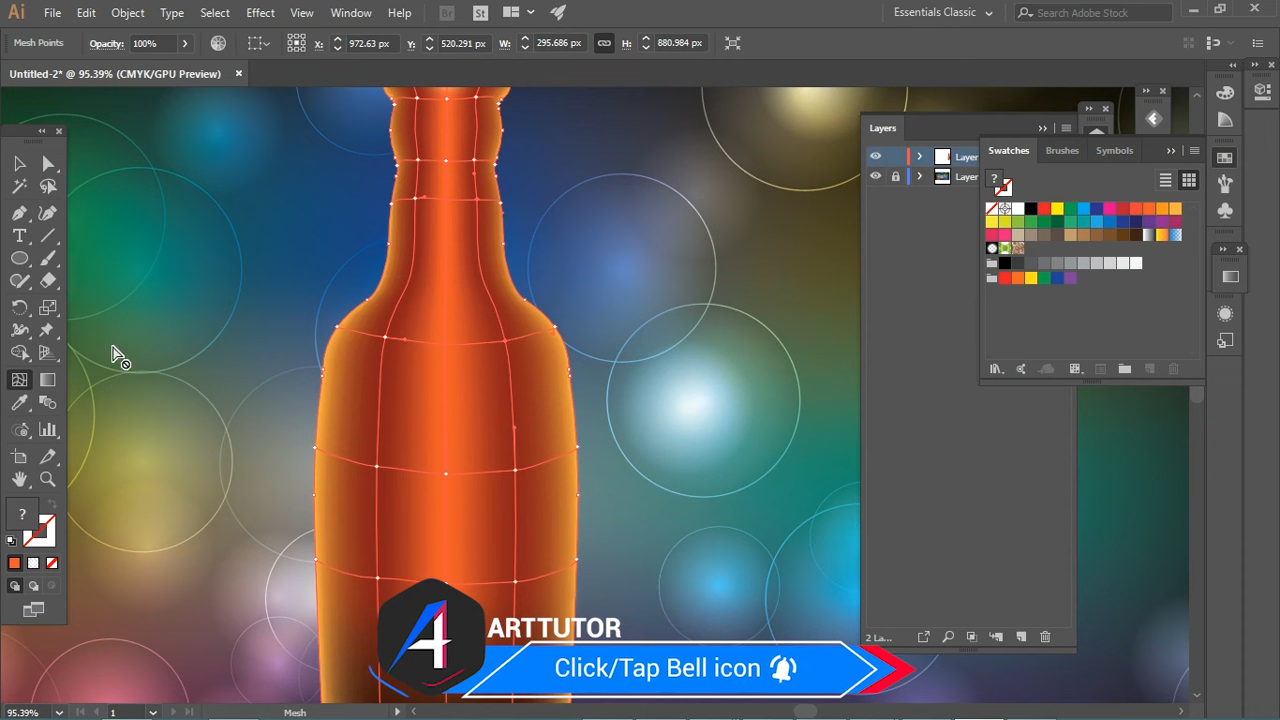 Ai File Edit Object Type Select Effect View Window Help Br St Essentials Classic Search Adobe Stock
Mesh Points Opacity: 100% X: 972.63 px Y: 520.291 px W: 295.686 px H: 880.984 px
Untitled-2* @ 95.39% (CMYK/GPU Preview)
Layers
Swatches Brushes Symbols
Layer
Layer
T
?
?
ARTTUTOR
Click/Tap Bell icon
2 La...
95.39% 1 Mesh